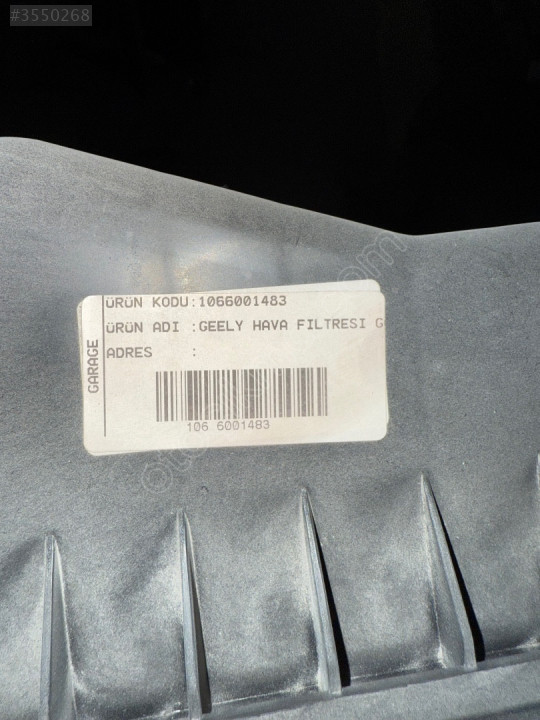 #3550268
ÜRÜN KODU:1066001483
ÜRÜN ADI :GEELY HAVA FILTRESI G
ADRES :
GARAGE
106 6001483